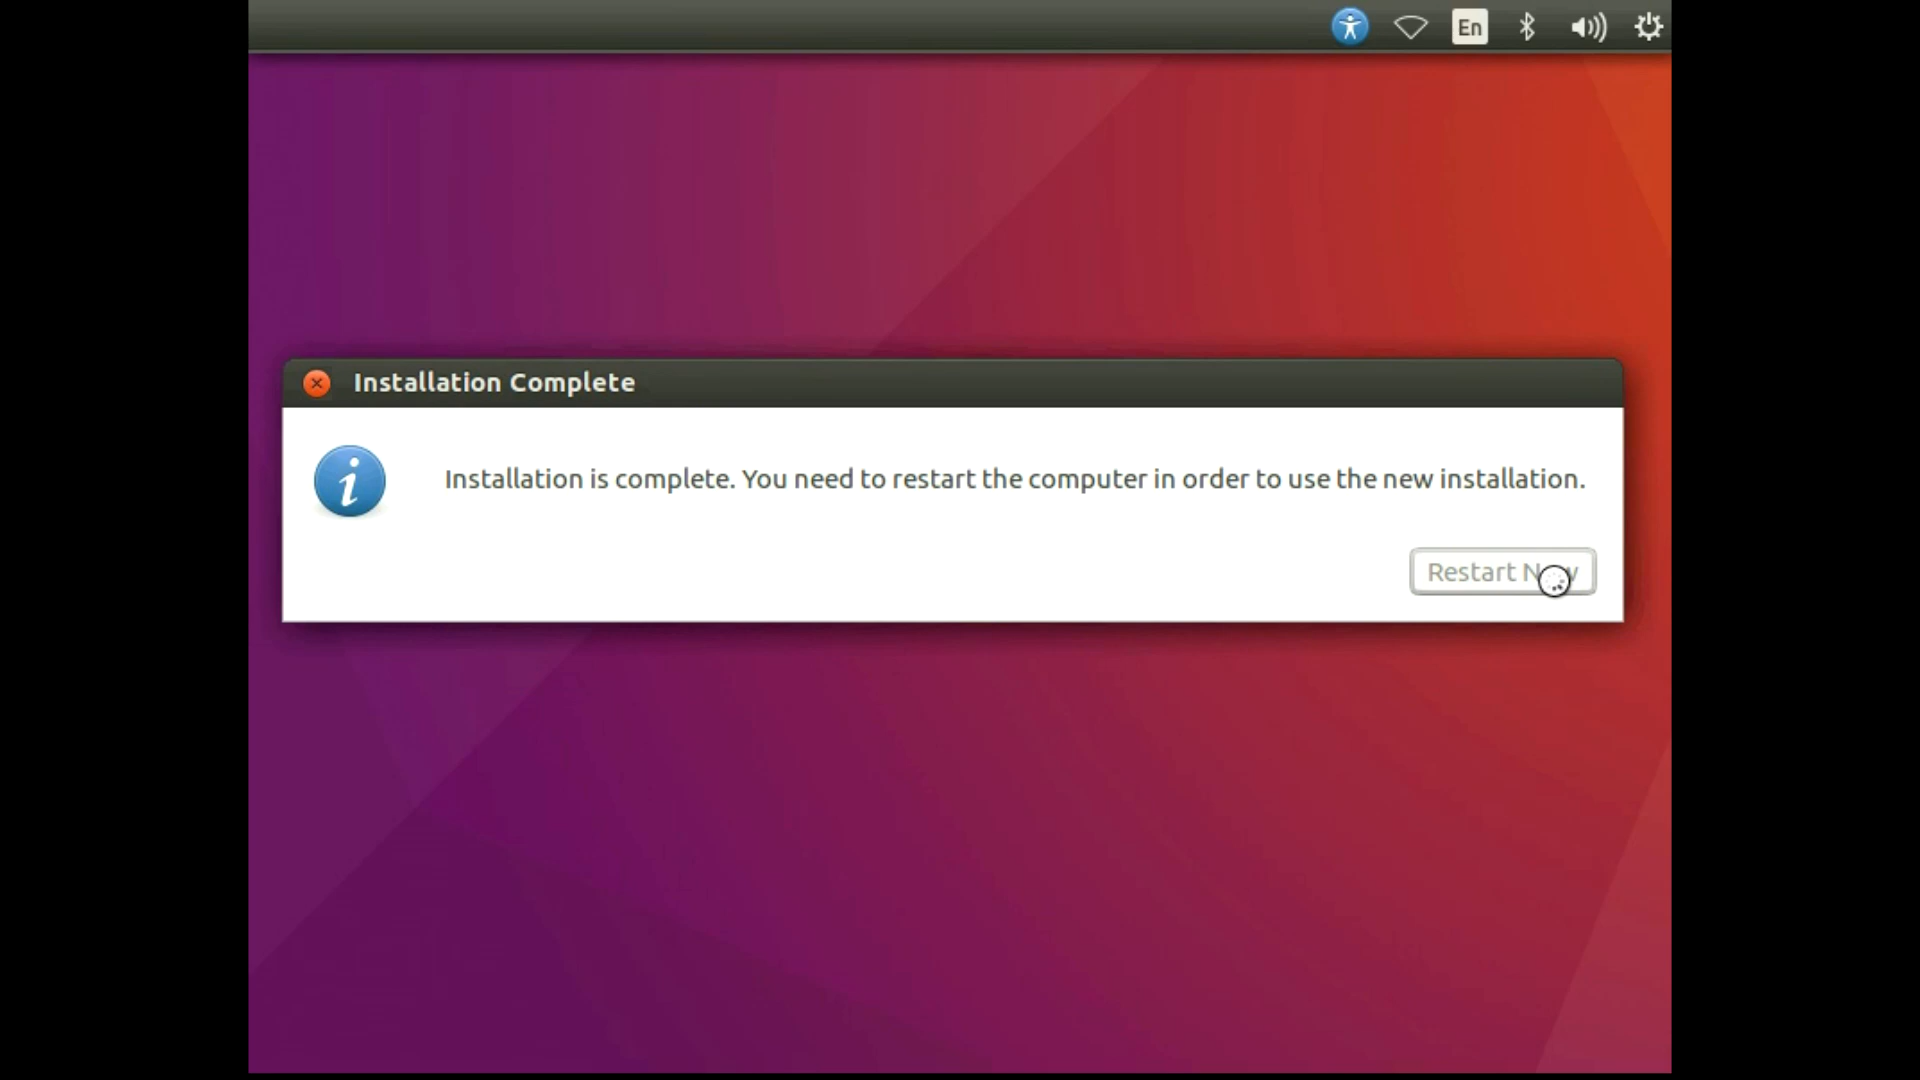 En
Installation Complete
Installation is complete. You need to restart the computer in order to use the new installation.
Restart